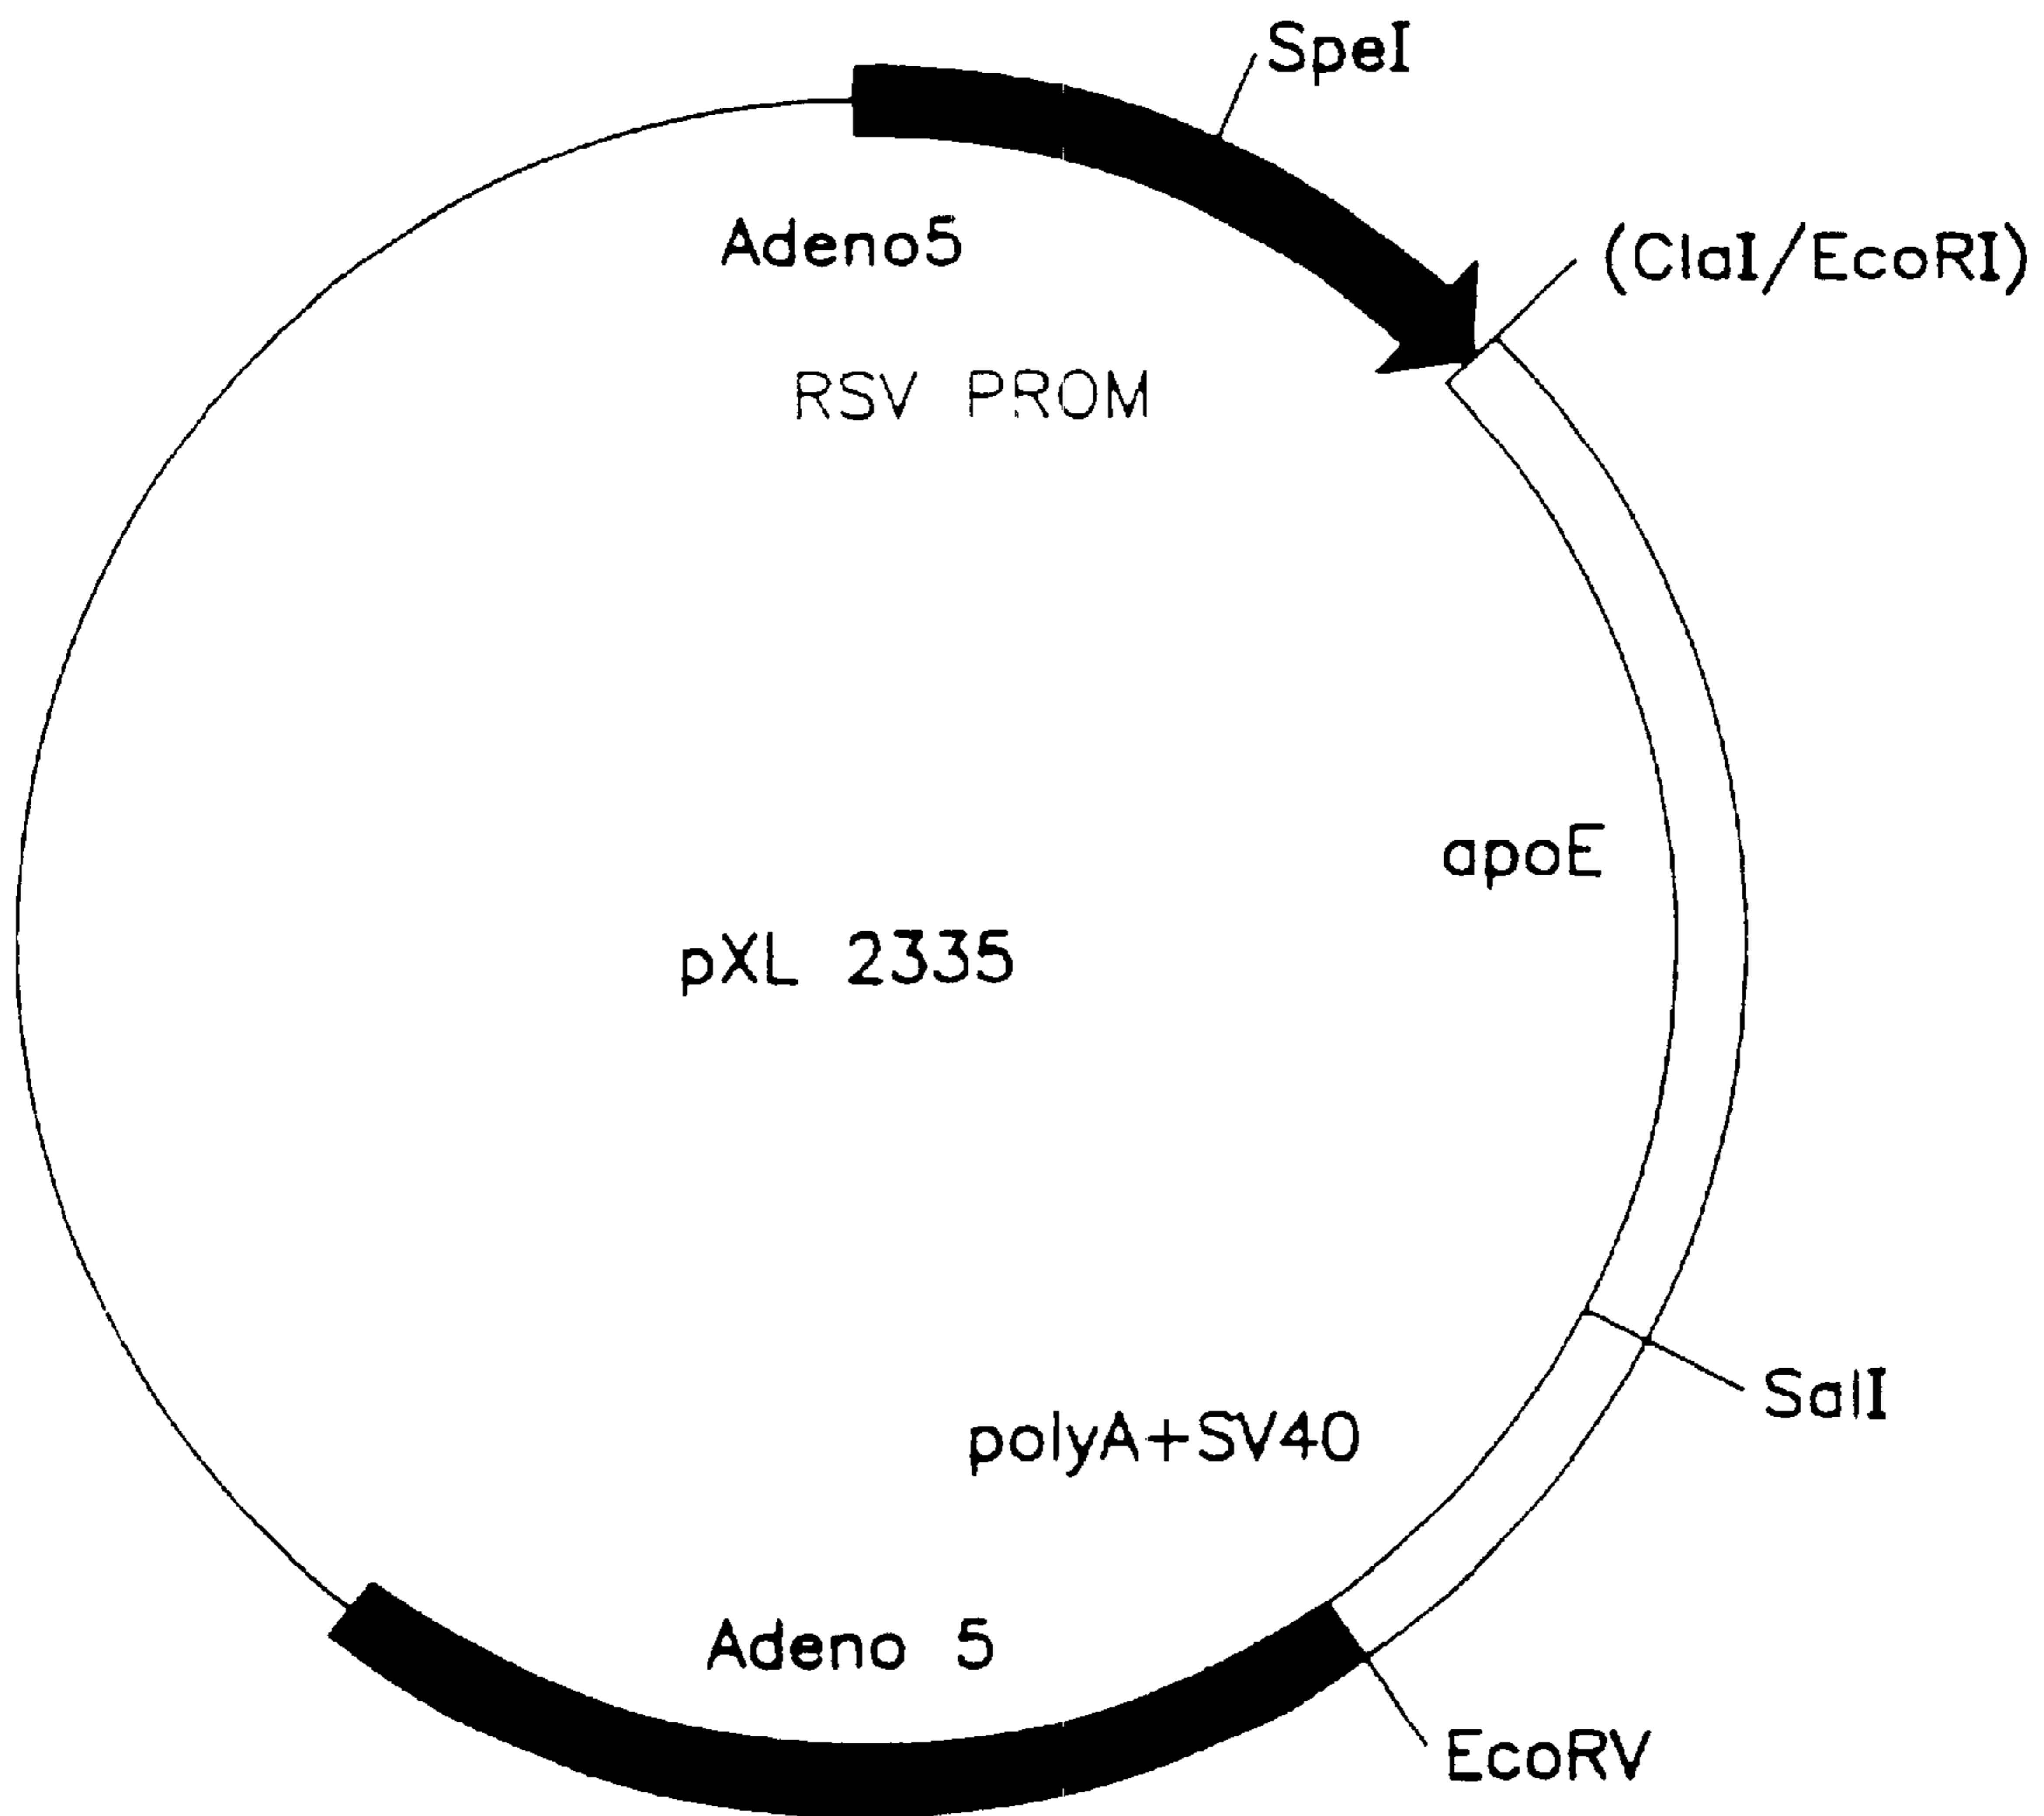 SpeI
Adeno5
(ClaI/EcoRI)
RSV PROM
apoE
pXL 2335
SalI
polyA+SV40
Adeno 5
EcoRV